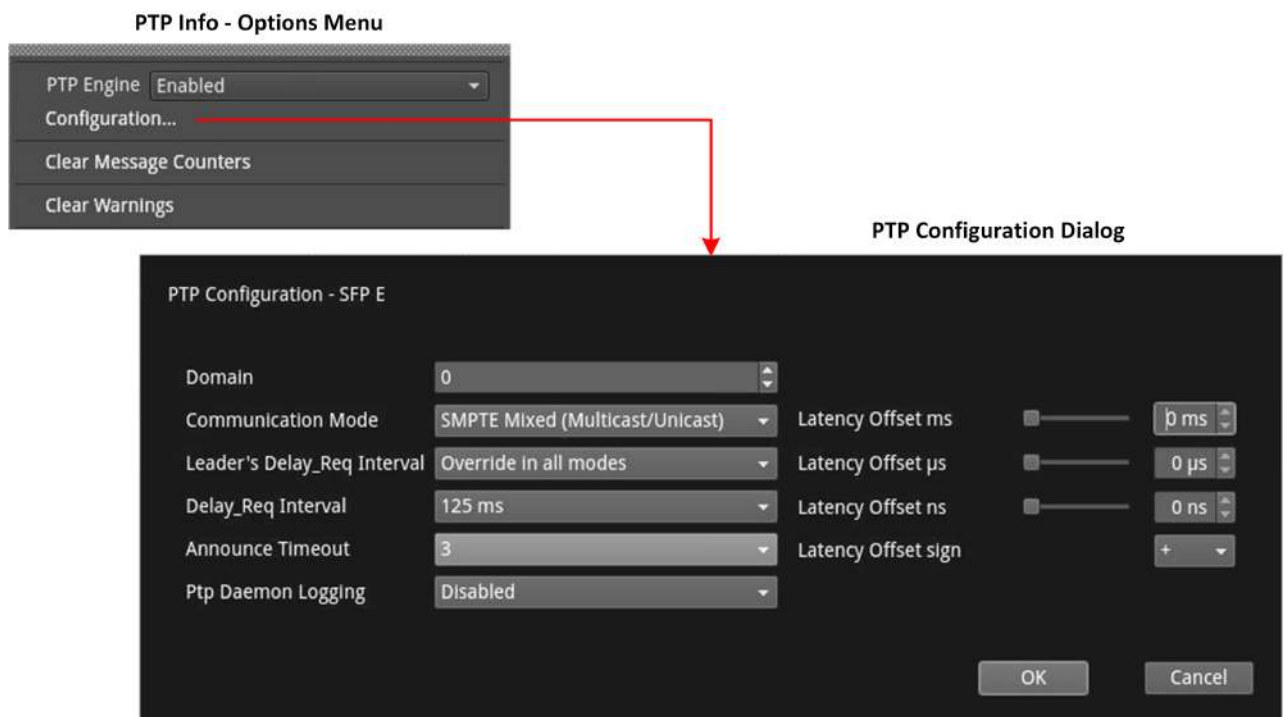 PTP Info - Options Menu
PTP Engine Enabled
Configuration...
Clear Message Counters
Clear Warnings
PTP Configuration Dialog
PTP Configuration - SFP E
Domain 0
Communication Mode SMPTE Mixed (Multicast/Unicast) Latency Offset ms 0 ms
Leader's Delay_Req Interval Override in all modes Latency Offset µs 0 µs
Delay_Req Interval 125 ms Latency Offset ns 0 ns
Announce Timeout 3 Latency Offset sign +
Ptp Daemon Logging Disabled
OK Cancel